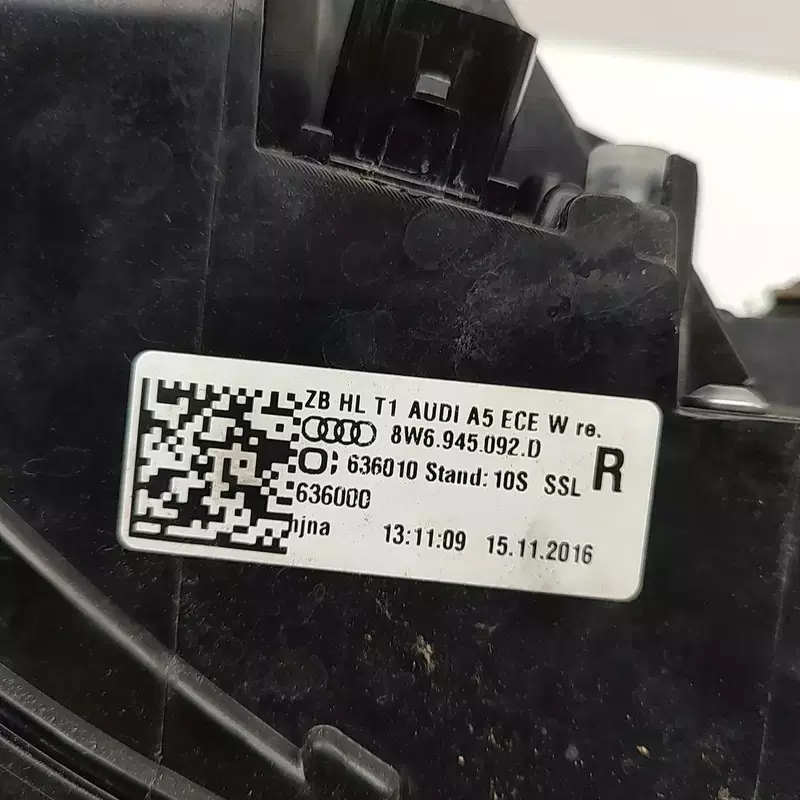 ZB HL T1 AUDI A5 ECE W re.
8W6.945.092.D
R
636010 Stand: 10S SSL
636000
hjna 13:11:09 15.11.2016